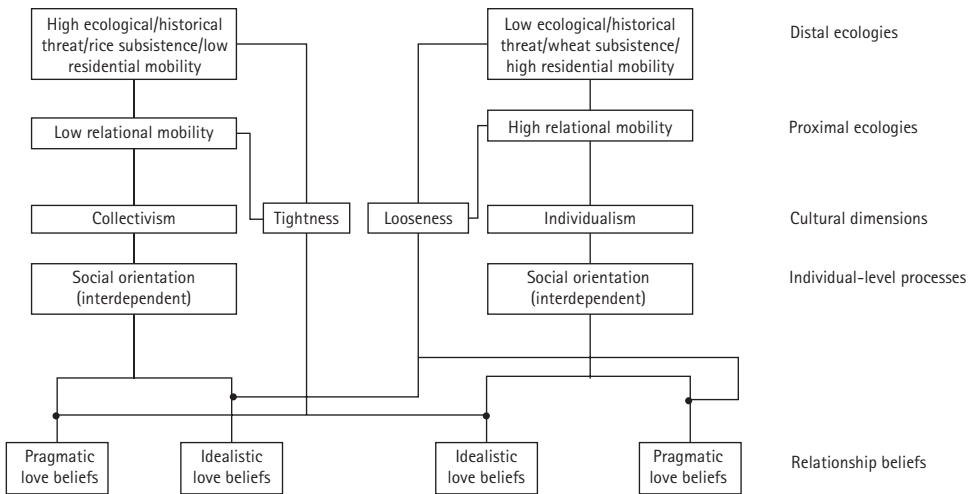 High ecological/historical
threat/rice subsistence/low
residential mobility
Low ecological/historical
threat/wheat subsistence/
high residential mobility
Distal ecologies
Low relational mobility
High relational mobility
Proximal ecologies
Collectivism
Tightness
Looseness
Individualism
Cultural dimensions
Social orientation
(interdependent)
Social orientation
(interdependent)
Individual-level processes
Pragmatic
love beliefs
Idealistic
love beliefs
Idealistic
love beliefs
Pragmatic
love beliefs
Relationship beliefs